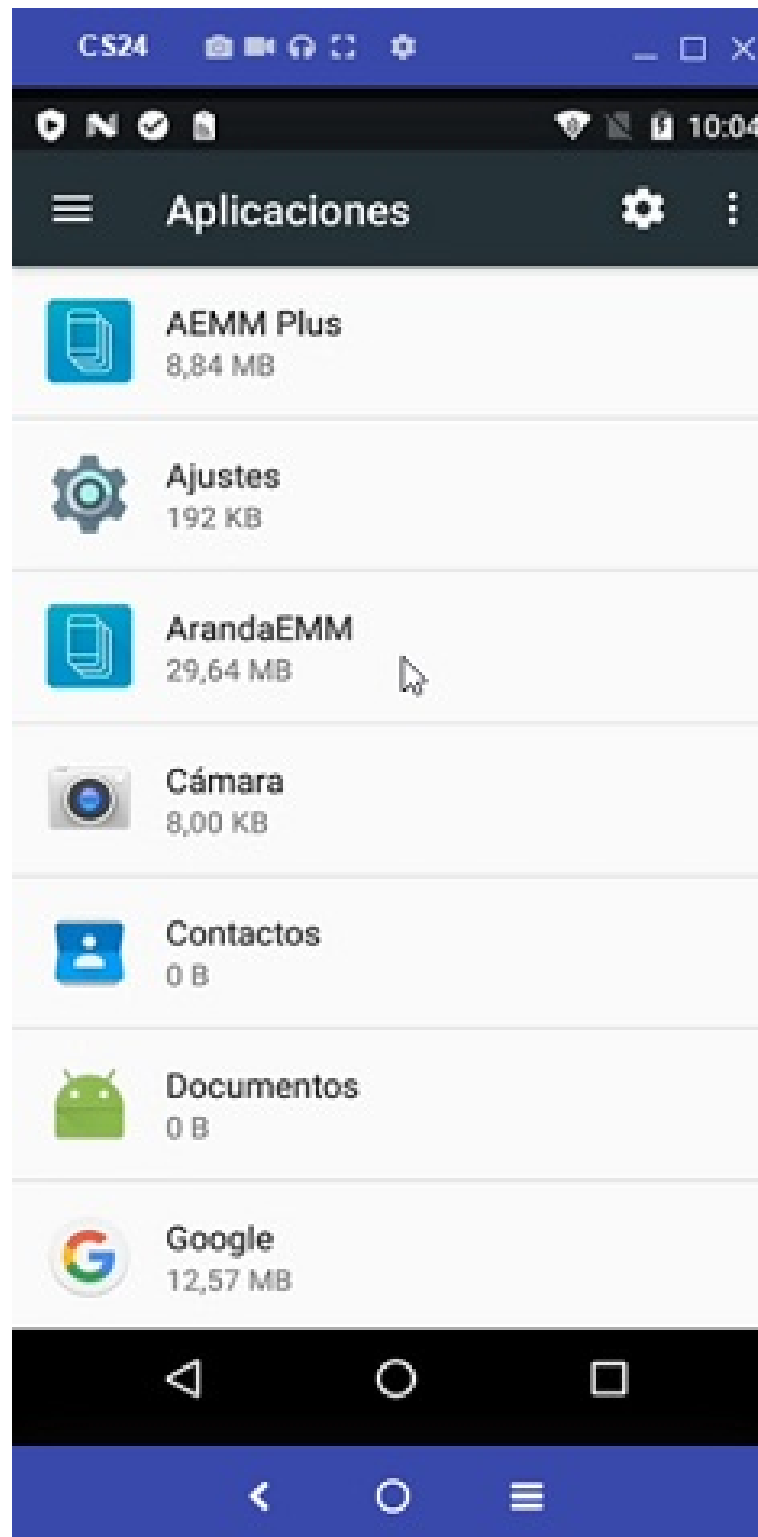 CS24
10:04
Aplicaciones
AEMM Plus
8,84 MB
Ajustes
192 KB
ArandaEMM
29,64 MB
Cámara
8,00 KB
Contactos
0 B
Documentos
0 B
Google
12,57 MB